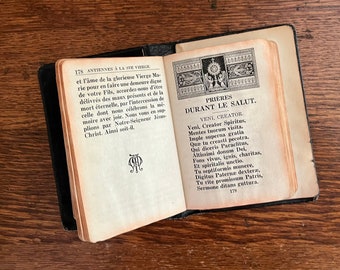 178 ANTIENNES À LA STE VIERGE.
et l'âme de la glorieuse Vierge Ma-
rie pour en faire une demeure digne
de votre Fils, accordez-nous d'être
délivrés des maux présents et de la
mort éternelle, par l'intercession de
celle dont nous célébrons la mé-
moire avec joie. Nous vous en sup-
plions par Notre-Seigneur Jésus-
Christ. Ainsi soit-il.
PRIÈRES
DURANT LE SALUT.
VENI, CREATOR.
Veni, Creator Spiritus,
Mentes tuorum visita,
Imple superna gratia
Quæ tu creasti pectora.
Qui diceris Paraclitus,
Altissimi donum Dei,
Fons vivus, ignis, charitas,
Et spiritalis unctio.
Tu septiformis munere,
Digitus Paternæ dexteræ,
Tu rite promissum Patris,
Sermone ditans guttura.
179